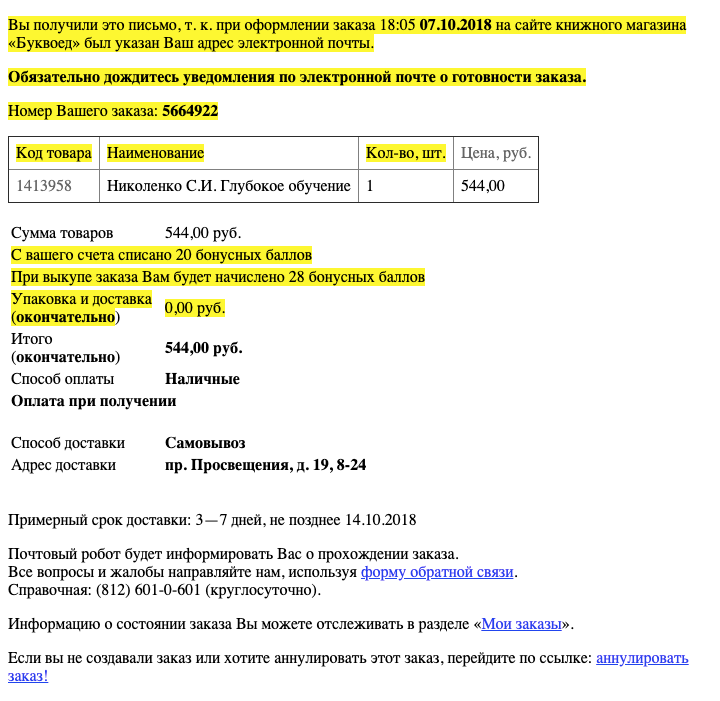 Вы получили это письмо, т. к. при оформлении заказа 18:05 07.10.2018 на сайте книжного магазина
«Буквоед» был указан Ваш адрес электронной почты.
Обязательно дождитесь уведомления по электронной почте о готовности заказа.
Номер Вашего заказа: 5664922
Код товара Наименование Кол-во, шт. Цена, руб.
1413958 Николенко С.И. Глубокое обучение 1 544,00
Сумма товаров 544,00 руб.
С вашего счета списано 20 бонусных баллов
При выкупе заказа Вам будет начислено 28 бонусных баллов
Упаковка и доставка
(окончательно) 0,00 руб.
Итого
(окончательно) 544,00 руб.
Способ оплаты Наличные
Оплата при получении
Способ доставки Самовывоз
Адрес доставки пр. Просвещения, д. 19, 8-24
Примерный срок доставки: 3—7 дней, не позднее 14.10.2018
Почтовый робот будет информировать Вас о прохождении заказа.
Все вопросы и жалобы направляйте нам, используя форму обратной связи.
Справочная: (812) 601-0-601 (круглосуточно).
Информацию о состоянии заказа Вы можете отслеживать в разделе «Мои заказы».
Если вы не создавали заказ или хотите аннулировать этот заказ, перейдите по ссылке: аннулировать
заказ!